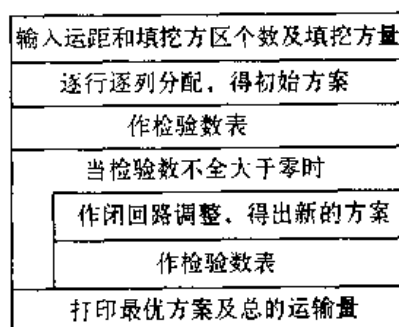 输入运距和填挖方区个数及填挖方量
逐行逐列分配，得初始方案
作检验数表
当检验数不全大于零时
作闭回路调整、得出新的方案
作检验数表
打印最优方案及总的运输量